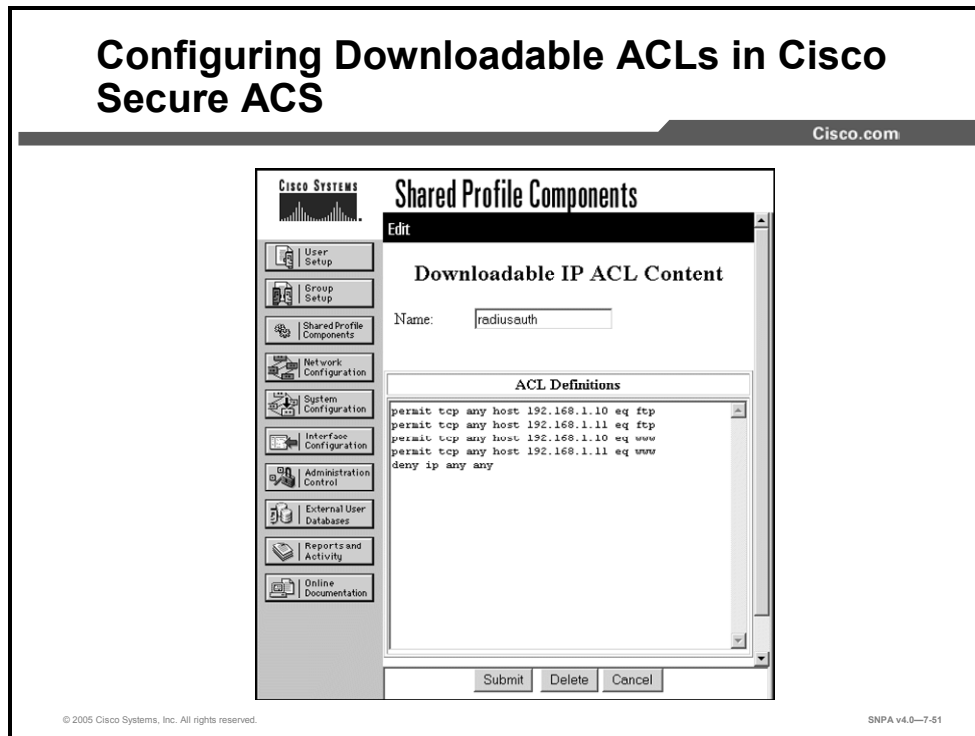 Configuring Downloadable ACLs in Cisco
Secure ACS
Cisco.com
CISCO SYSTEMS
Shared Profile Components
Edit
User
Setup
Group
Setup
Shared Profile
Components
Network
Configuration
System
Configuration
Interface
Configuration
Administration
Control
External User
Databases
Reports and
Activity
Online
Documentation
Downloadable IP ACL Content
Name: radiusauth
ACL Definitions
permit tcp any host 192.168.1.10 eq ftp
permit tcp any host 192.168.1.11 eq ftp
permit tcp any host 192.168.1.10 eq www
permit tcp any host 192.168.1.11 eq www
deny ip any any
Submit Delete Cancel
© 2005 Cisco Systems, Inc. All rights reserved.
SNPA v4.0—7-51